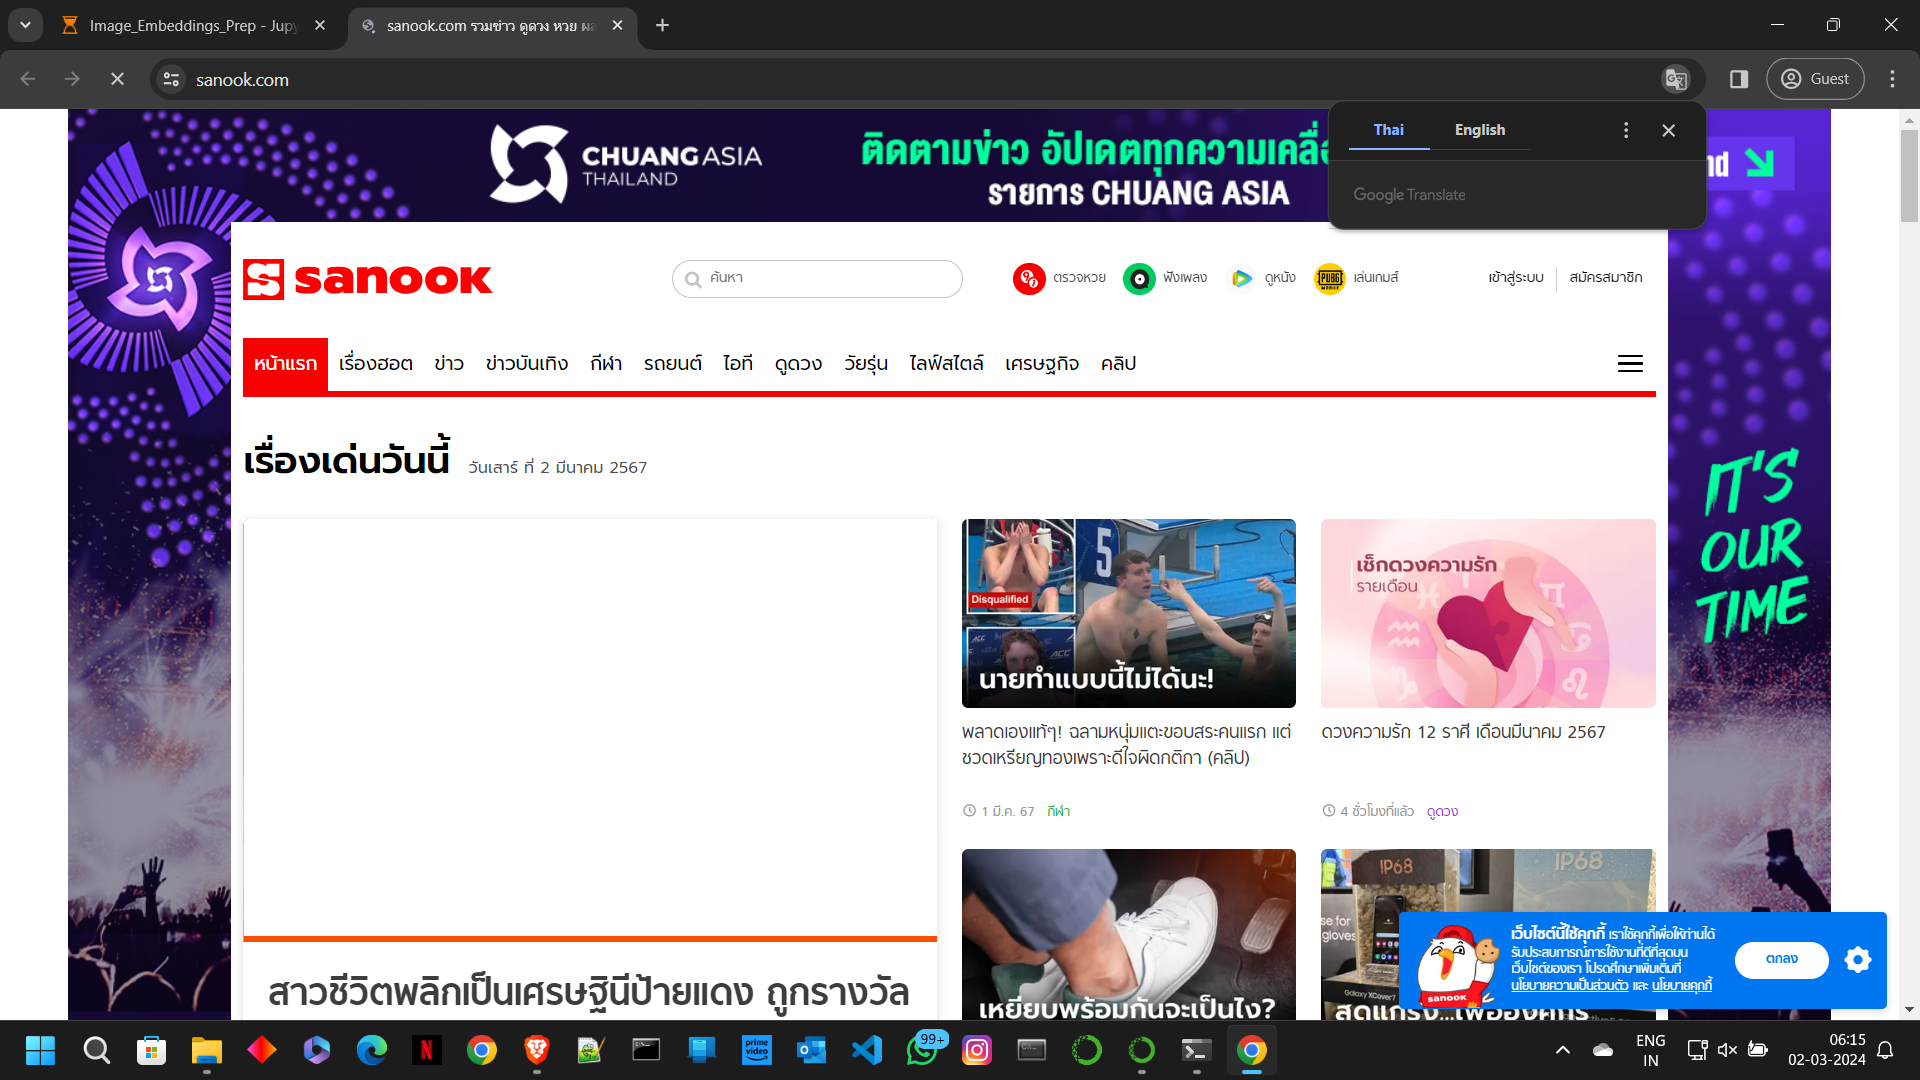 Image_Embeddings_Prep - Jupy
sanook.com รวมข่าว ดูดวง หวย ผล
sanook.com
Guest
Thai
English
Google Translate
CHUANG ASIA
THAILAND
ติดตามข่าว อัปเดตทุกความเคลื่อ
รายการ CHUANG ASIA
nd
sanook
ค้นหา
ตรวจหวย
ฟังเพลง
ดูหนัง
PUBG
MOBILE
เล่นเกมส์
เข้าสู่ระบบ
สมัครสมาชิก
หน้าแรก
เรื่องฮอต
ข่าว
ข่าวบันเทิง
กีฬา
รถยนต์
ไอที
ดูดวง
วัยรุ่น
ไลฟ์สไตล์
เศรษฐกิจ
คลิป
เรื่องเด่นวันนี้
วันเสาร์ ที่ 2 มีนาคม 2567
IT'S
OUR
TIME
Disqualified
5
ACC
ACC
นายทำแบบนี้ไม่ได้นะ!
พลาดเองแท้ๆ! ฉลามหนุ่มแตะขอบสระคนแรก แต่
ชวดเหรียญทองเพราะดีใจผิดกติกา (คลิป)
1 มี.ค. 67
กีฬา
เช็กดวงความรัก
รายเดือน
ดวงความรัก 12 ราศี เดือนมีนาคม 2567
4 ชั่วโมงที่แล้ว
ดูดวง
สาวชีวิตพลิกเป็นเศรษฐินีป้ายแดง ถูกรางวัล
เหยียบพร้อมกันจะเป็นไง?
IP68
IP68
se for
gloves
Galaxy XCover7
สุดแกร่ง...เพื่อองค์กร
sanook
เว็บไซต์นี้ใช้คุกกี้ เราใช้คุกกี้เพื่อให้ท่านได้
รับประสบการณ์การใช้งานที่ดีที่สุดบน
เว็บไซต์ของเรา โปรดศึกษาเพิ่มเติมที่
นโยบายความเป็นส่วนตัว และ นโยบายคุกกี้
ตกลง
prime
video
99+
ENG
IN
06:15
02-03-2024